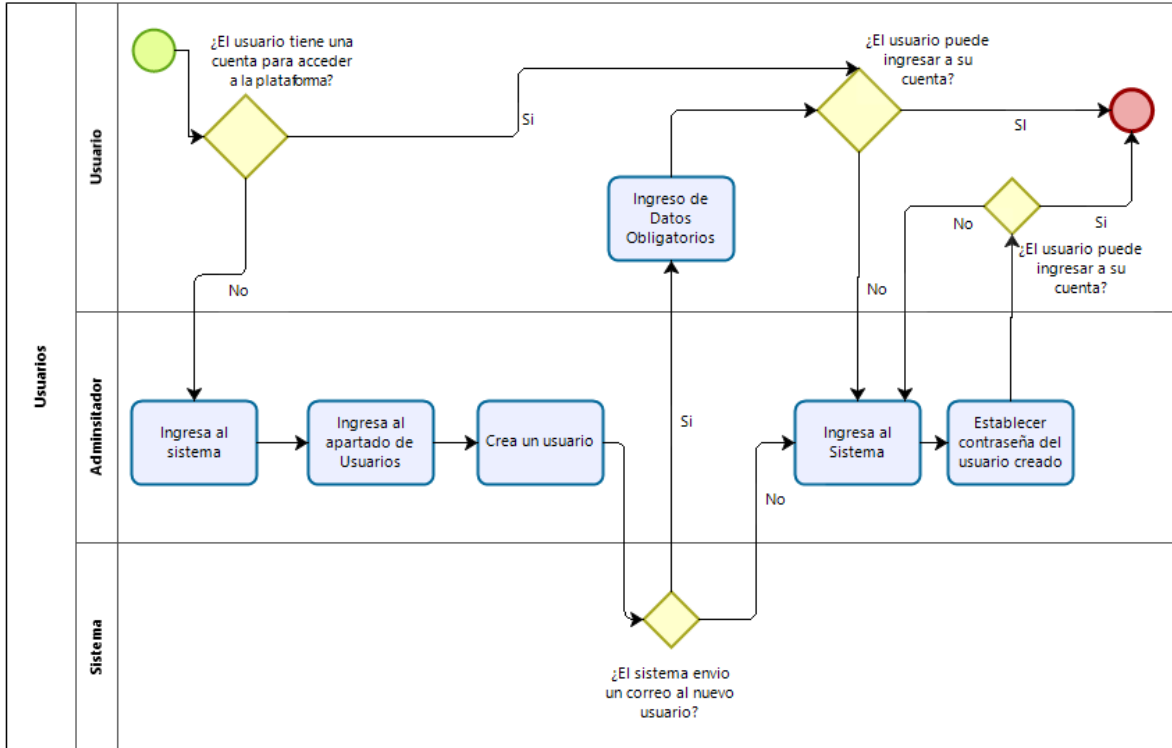 Usuarios
Usuario
¿El usuario tiene una
cuenta para acceder
a la plataforma?
Si
No
¿El usuario puede
ingresar a su
cuenta?
SI
No
Ingreso de
Datos
Obligatorios
No
Si
¿El usuario puede
ingresar a su
cuenta?
Adminsitador
Ingresa al
sistema
Ingresa al
apartado de
Usuarios
Crea un usuario
Si
No
Ingresa al
Sistema
Establecer
contraseña del
usuario creado
Sistema
¿El sistema envio
un correo al nuevo
usuario?